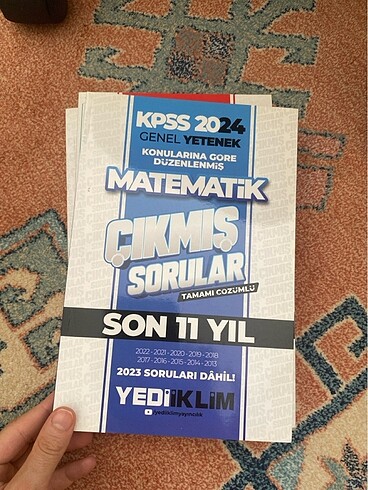 KPSS 2024
GENEL YETENEK
KONULARINA GÖRE
DÜZENLENMİŞ
MATEMATİK
ÇIKMIŞ
SORULAR
TAMAMI ÇÖZÜMLÜ
SON 11 YIL
2022 - 2021 - 2020 - 2019 - 2018
2017 - 2016 - 2015 - 2014 - 2013
2023 SORULARI DÂHİL!
YEDİİKLİM
/yediiklimyayincilik